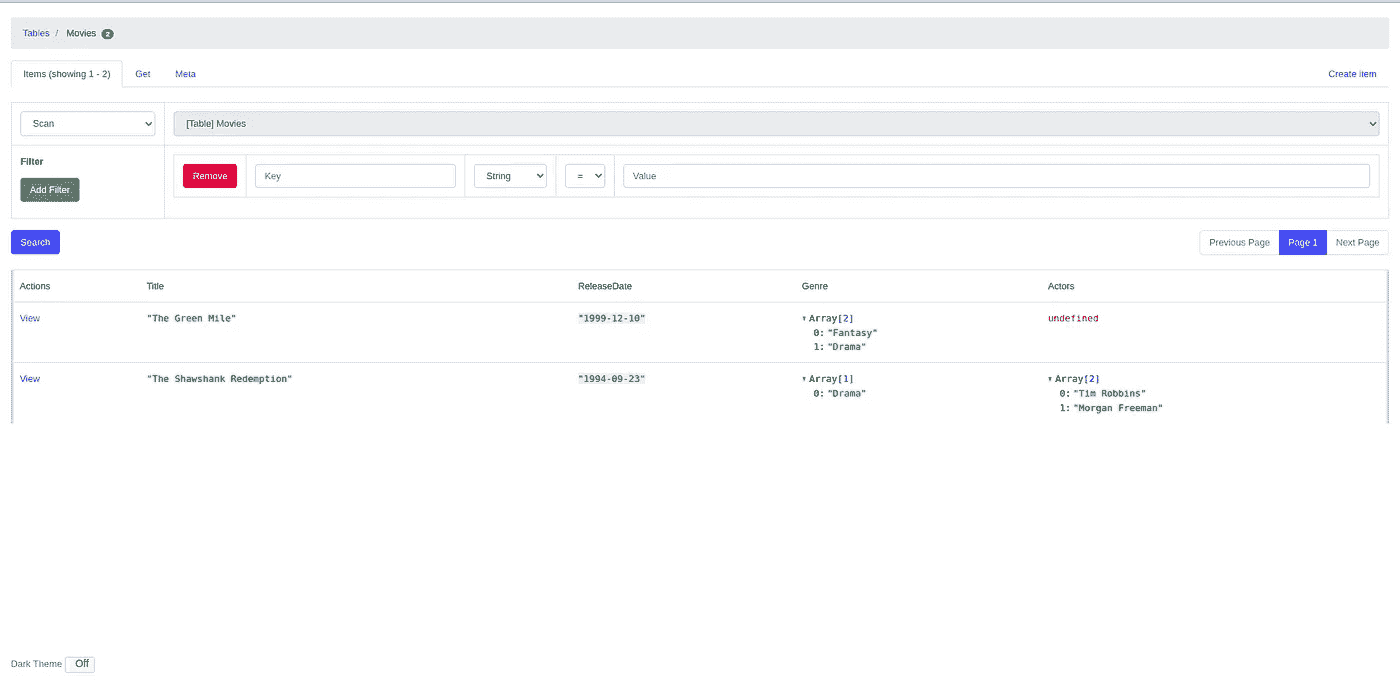 Tables / Movies 2
Items (showing 1 - 2) Get Meta Create item
Scan [Table] Movies
Filter
Add Filter Remove Key String = Value
Search Previous Page Page 1 Next Page
Actions Title ReleaseDate Genre Actors
View "The Green Mile" "1999-12-10" Array[2] undefined
0: "Fantasy"
1: "Drama"
View "The Shawshank Redemption" "1994-09-23" Array[1] Array[2]
0: "Drama" 0: "Tim Robbins"
1: "Morgan Freeman"
Dark Theme Off